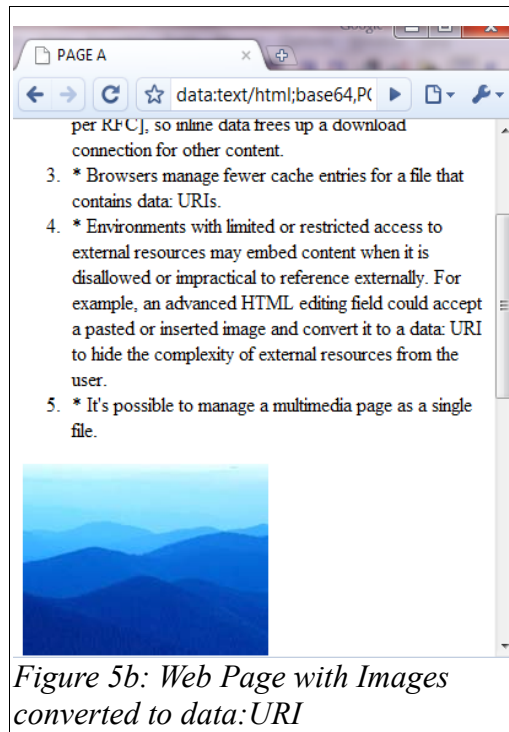 Google
PAGE A
data:text/html;base64,P(
per RFC], so inline data frees up a download
connection for other content.
3. * Browsers manage fewer cache entries for a file that
contains data: URIs.
4. * Environments with limited or restricted access to
external resources may embed content when it is
disallowed or impractical to reference externally. For
example, an advanced HTML editing field could accept
a pasted or inserted image and convert it to a data: URI
to hide the complexity of external resources from the
user.
5. * It's possible to manage a multimedia page as a single
file.
Figure 5b: Web Page with Images
converted to data:URI